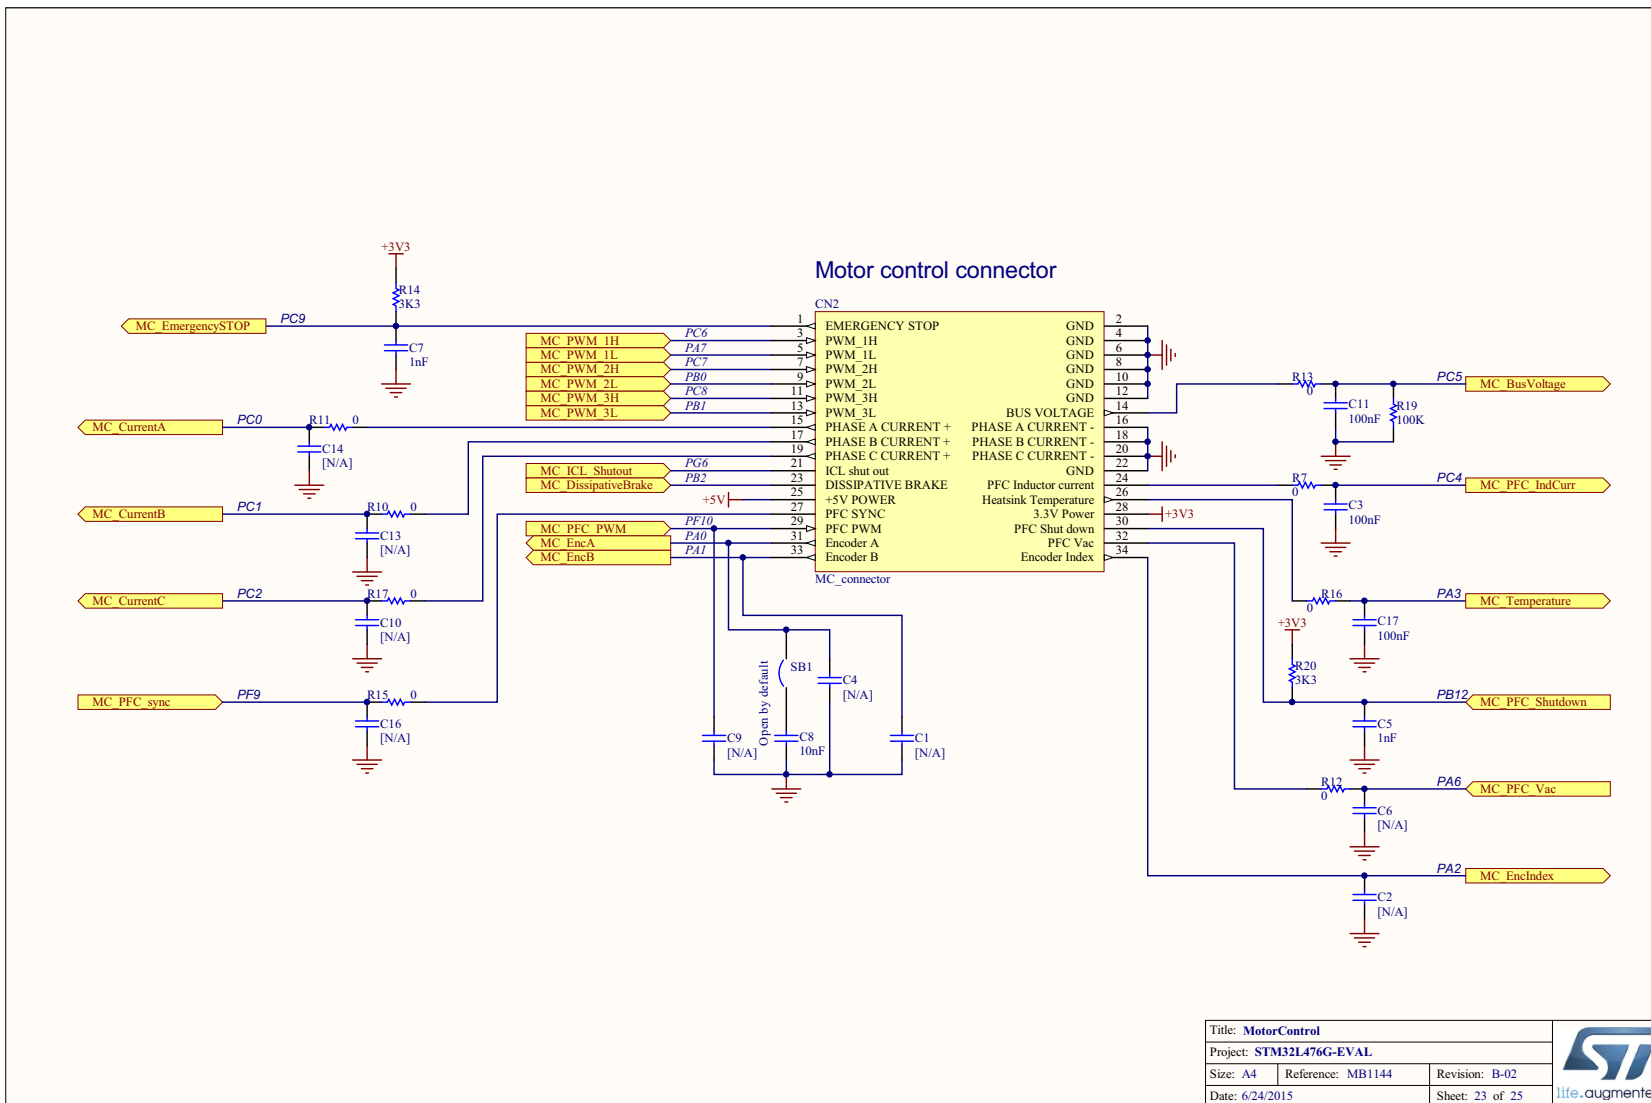 Motor control connector
CN2
+3V3
R14
3K3
MC_EmergencySTOP
PC9
C7
1nF
MC_CurrentA
PC0
R11 0
C14
[N/A]
MC_CurrentB
PC1
R10 0
C13
[N/A]
MC_CurrentC
PC2
R17 0
C10
[N/A]
MC_PFC_sync
PF9
R15 0
C16
[N/A]
MC_PWM_1H PC6
MC_PWM_1L PA7
MC_PWM_2H PC7
MC_PWM_2L PB0
MC_PWM_3H PC8
MC_PWM_3L PB1
MC_ICL_Shutout PG6
MC_DissipativeBrake PB2
+5V
MC_PFC_PWM PF10
MC_EncA PA0
MC_EncB PA1
1 EMERGENCY STOP GND 2
3 PWM_1H GND 4
5 PWM_1L GND 6
7 PWM_2H GND 8
9 PWM_2L GND 10
11 PWM_3H GND 12
13 PWM_3L BUS VOLTAGE 14
15 PHASE A CURRENT + PHASE A CURRENT - 16
17 PHASE B CURRENT + PHASE B CURRENT - 18
19 PHASE C CURRENT + PHASE C CURRENT - 20
21 ICL shut out GND 22
23 DISSIPATIVE BRAKE PFC Inductor current 24
25 +5V POWER Heatsink Temperature 26
27 PFC SYNC 3.3V Power 28
29 PFC PWM PFC Shut down 30
31 Encoder A PFC Vac 32
33 Encoder B Encoder Index 34
MC_connector
+3V3
Open by default
SB1
C4
[N/A]
C9
[N/A]
C8
10nF
C1
[N/A]
R13
0
C11
100nF
R19
100K
PC5
MC_BusVoltage
R7
0
C3
100nF
PC4
MC_PFC_IndCurr
R16
0
C17
100nF
PA3
MC_Temperature
+3V3
R20
3K3
PB12
MC_PFC_Shutdown
C5
1nF
R12
0
PA6
MC_PFC_Vac
C6
[N/A]
PA2
MC_EncIndex
C2
[N/A]
Title: MotorControl
Project: STM32L476G-EVAL
Size: A4 Reference: MB1144 Revision: B-02
Date: 6/24/2015 Sheet: 23 of 25
ST
life.augmente